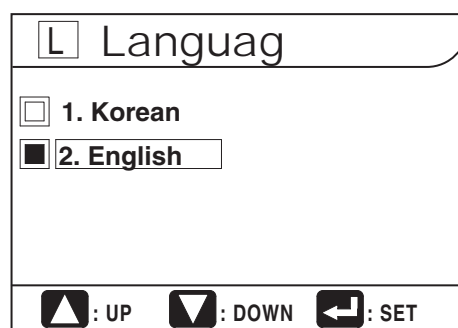 L Languag
1. Korean
2. English
: UP : DOWN : SET